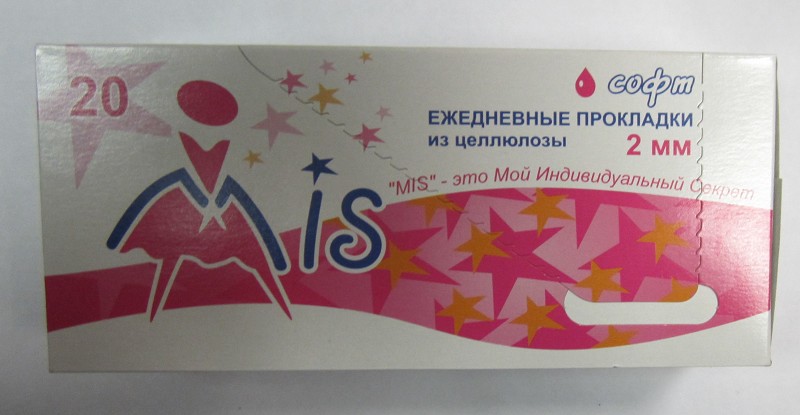 20
софт
ЕЖЕДНЕВНЫЕ ПРОКЛАДКИ
из целлюлозы 2 мм
"MIS" - это Мой Индивидуальный Секрет
Mis